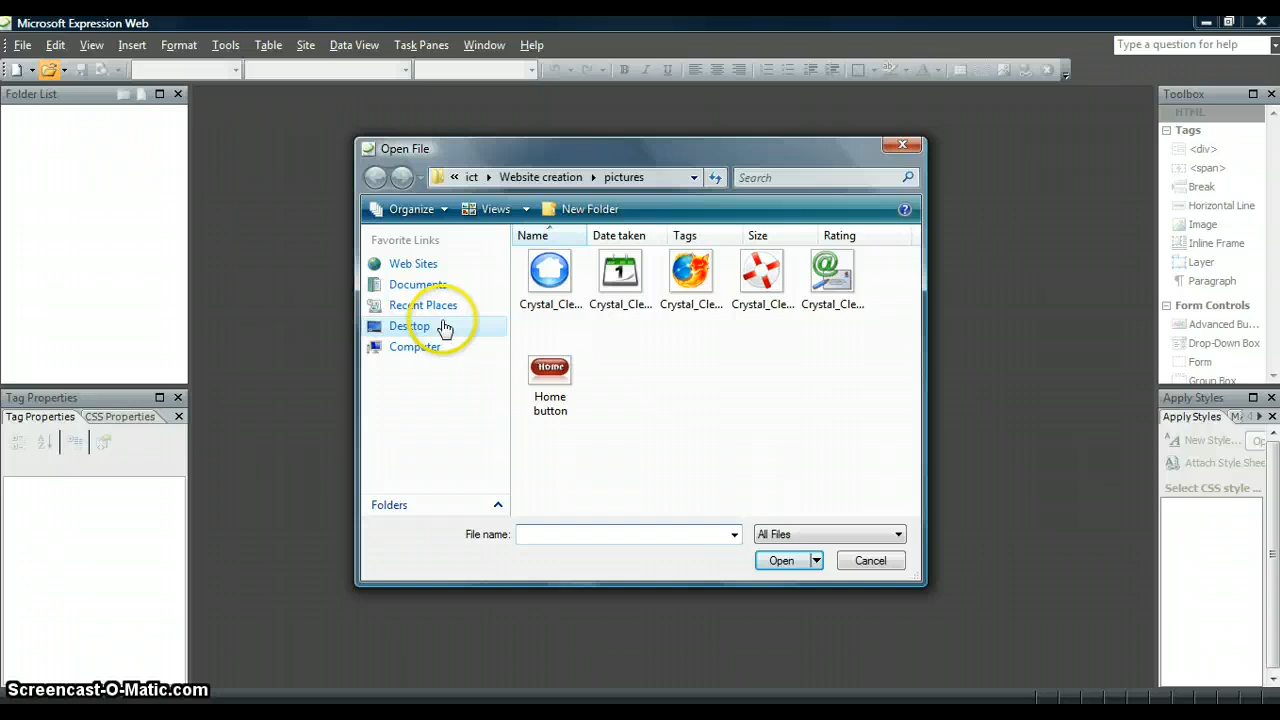 Microsoft Expression Web
File Edit View Insert Format Tools Table Site Data View Task Panes Window Help
Type a question for help
Folder List
Toolbox
HTML
Tags
<div>
<span>
Break
Horizontal Line
Image
Inline Frame
Layer
Paragraph
Form Controls
Advanced Bu...
Drop-Down Box
Form
Group Box
Open File
« ict Website creation pictures
Search
Organize Views New Folder
Favorite Links
Web Sites
Documents
Recent Places
Desktop
Computer
Folders
Name Date taken Tags Size Rating
Crystal_Cle... Crystal_Cle... Crystal_Cle... Crystal_Cle... Crystal_Cle...
Home
Home
button
File name:
All Files
Open Cancel
Tag Properties
Tag Properties CSS Properties
Apply Styles
Apply Styles
New Style...
Attach Style Shee
Select CSS style ...
Screencast-O-Matic.com